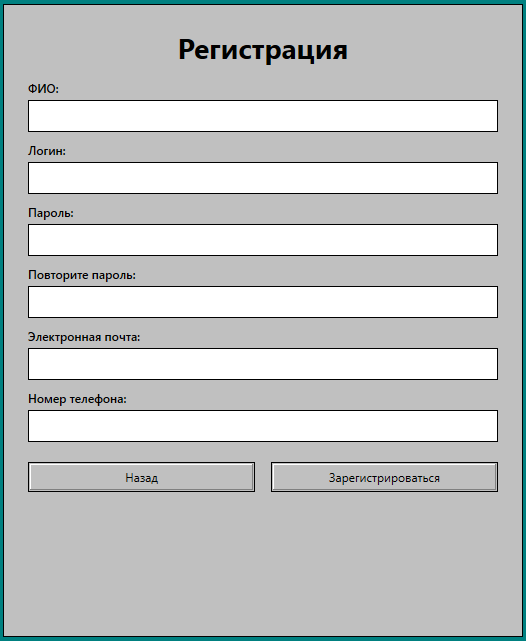 Регистрация
ФИО:
Логин:
Пароль:
Повторите пароль:
Электронная почта:
Номер телефона:
Назад Зарегистрироваться